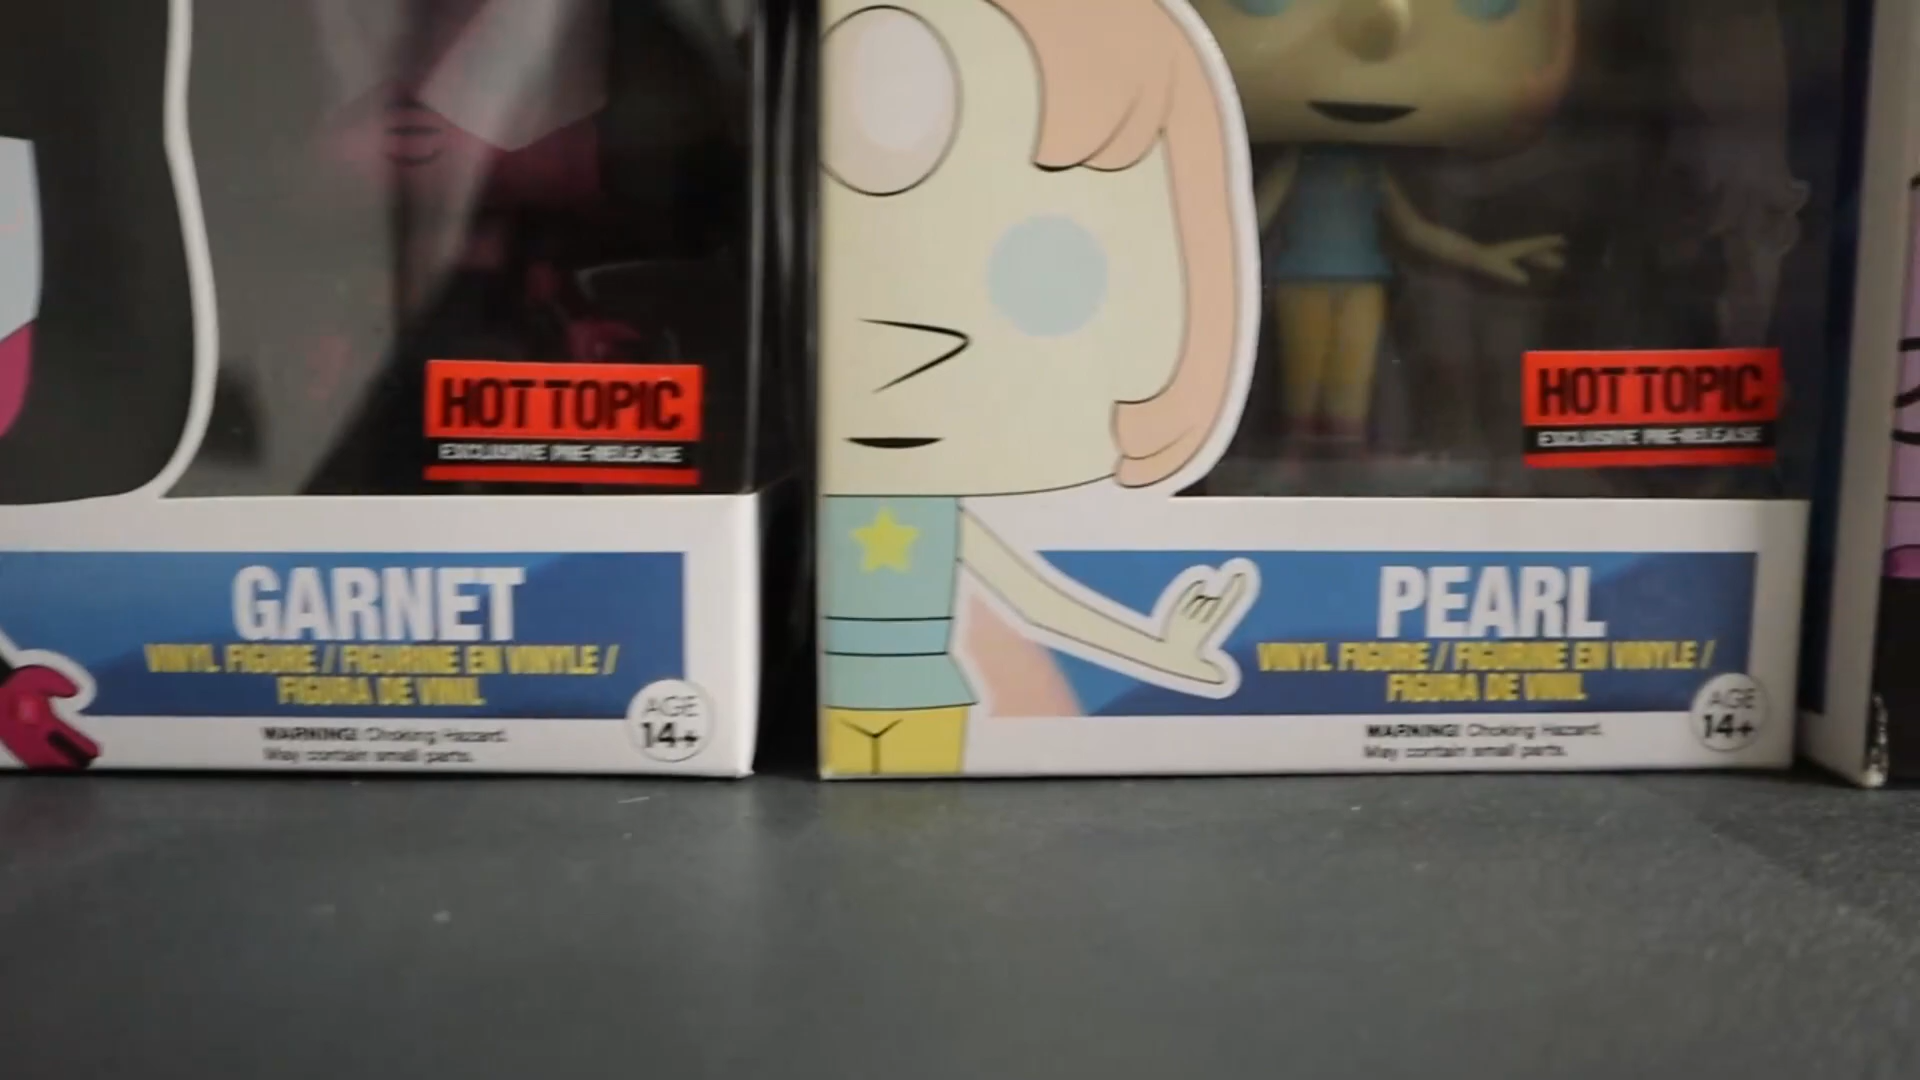 HOT TOPIC
EXCLUSIVE PRE-RELEASE
GARNET
VINYL FIGURE / FIGURINE EN VINYLE /
FIGURA DE VINIL
AGE
14+
WARNING! Choking Hazard.
May contain small parts.
HOT TOPIC
EXCLUSIVE PRE-RELEASE
PEARL
VINYL FIGURE / FIGURINE EN VINYLE /
FIGURA DE VINIL
AGE
14+
WARNING! Choking Hazard.
May contain small parts.